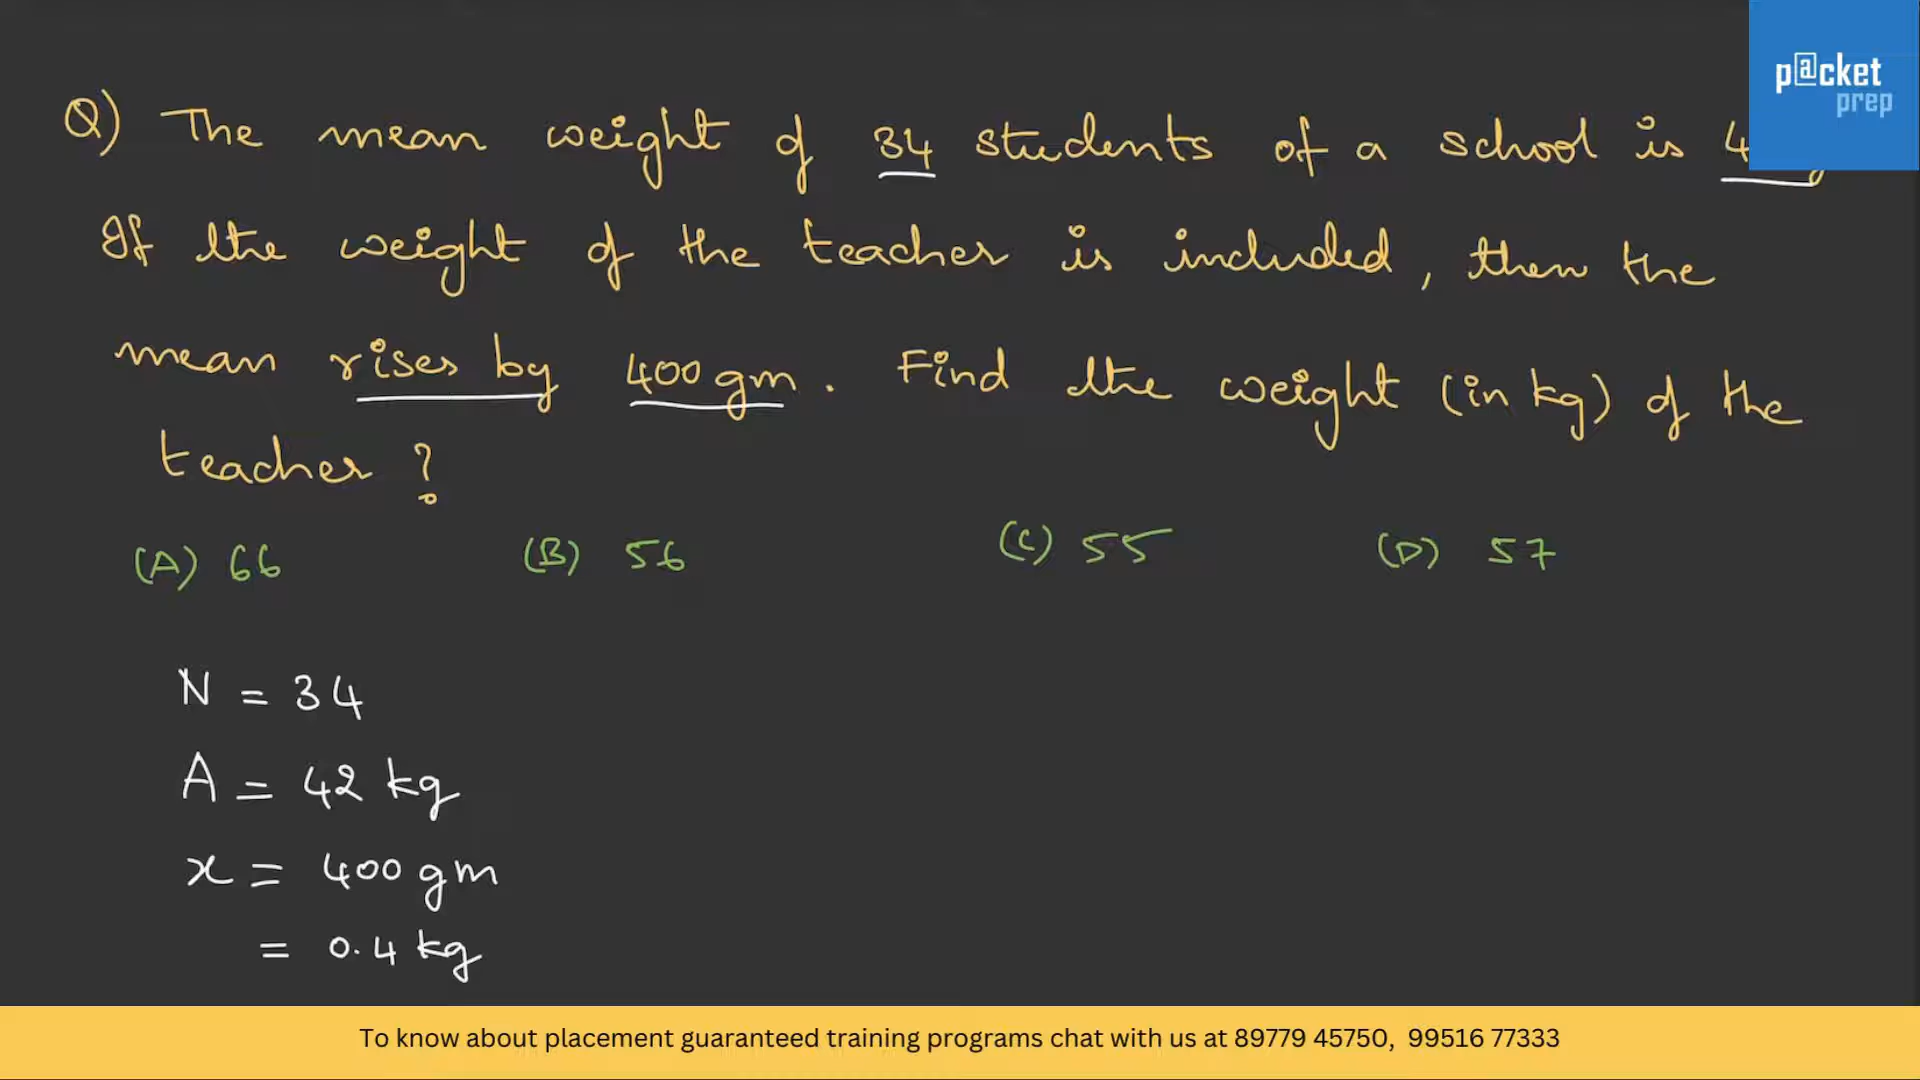 p@cket
prep
Q) The mean weight of 34 students of a school is 4
If the weight of the teacher is included, then the
mean rises by 400 gm. Find the weight (in kg) of the
teacher ?
(A) 66 (B) 56 (C) 55 (D) 57
N = 34
A = 42 kg
x = 400 gm
= 0.4 kg
To know about placement guaranteed training programs chat with us at 89779 45750, 99516 77333